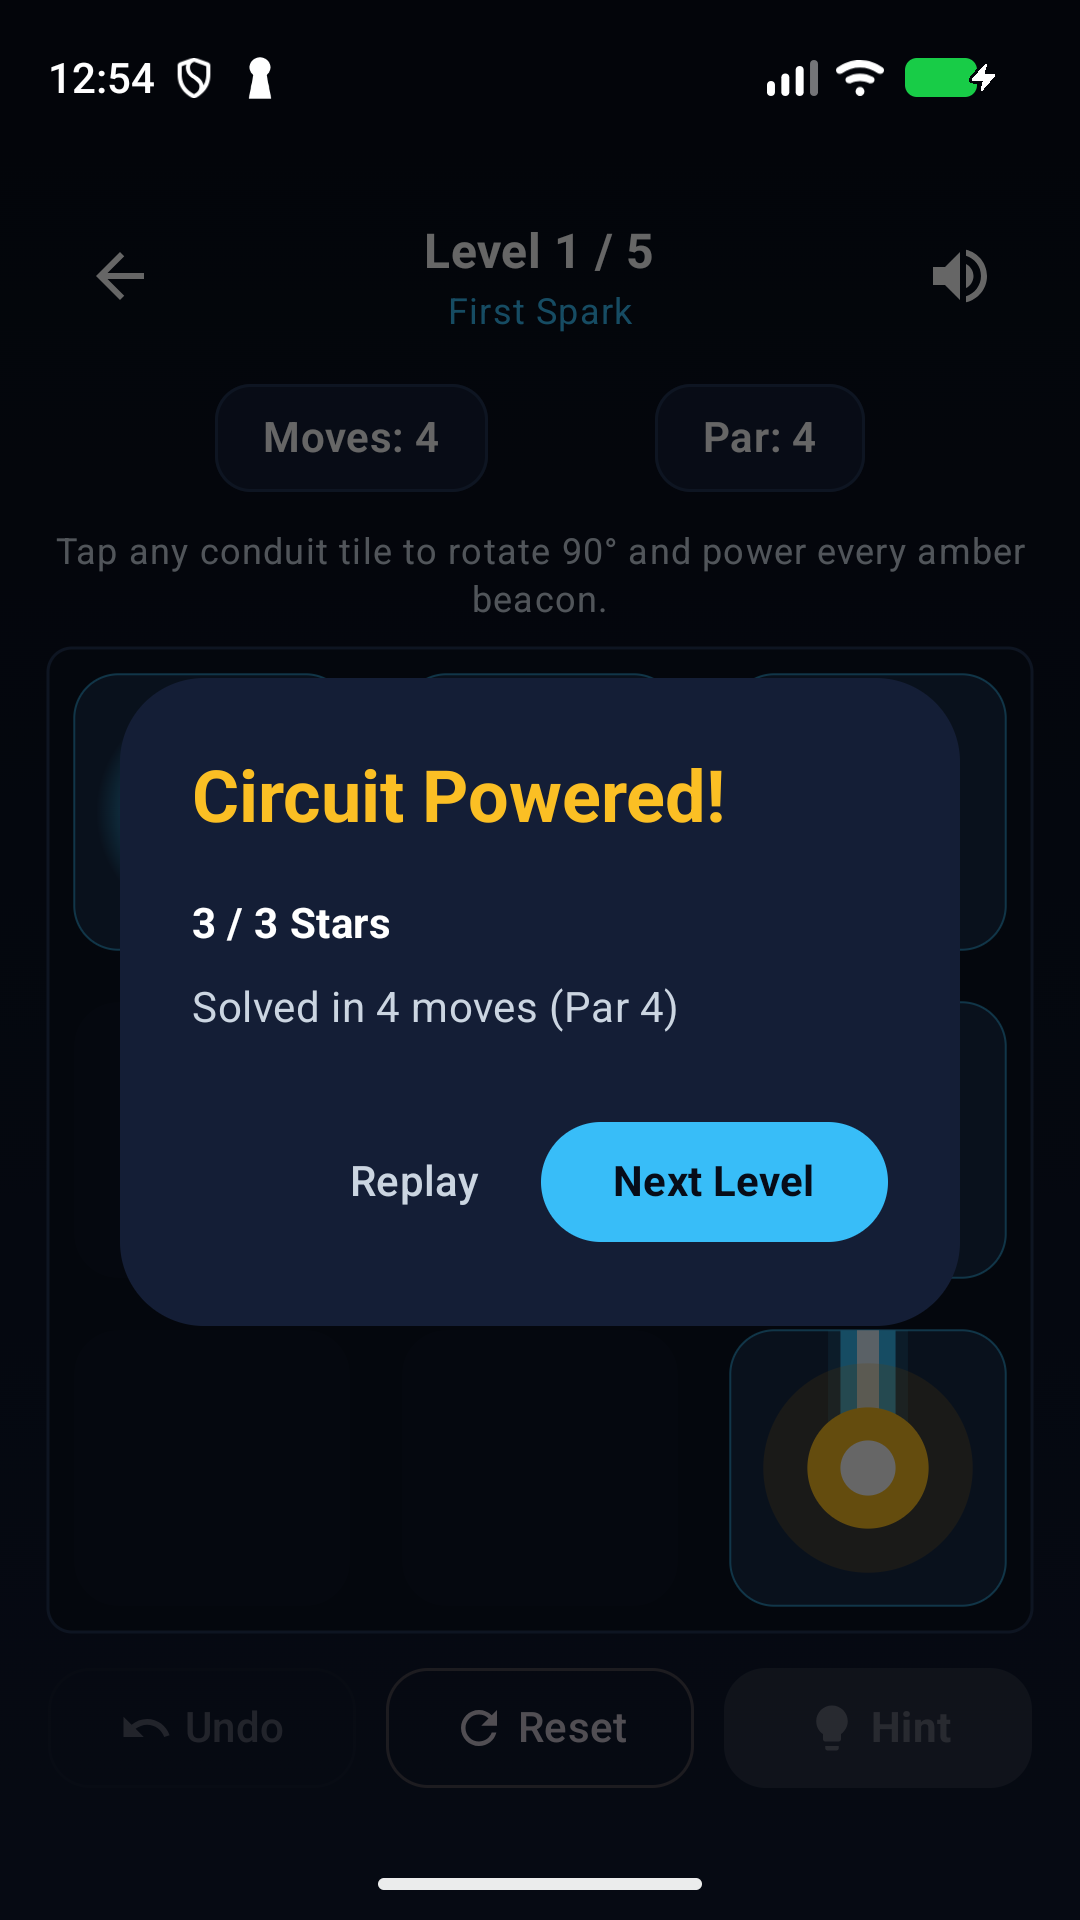 12:54
Level 1 / 5
First Spark
Moves: 4
Par: 4
Tap any conduit tile to rotate 90° and power every amber
beacon.
Circuit Powered!
3 / 3 Stars
Solved in 4 moves (Par 4)
Replay
Next Level
Undo
Reset
Hint